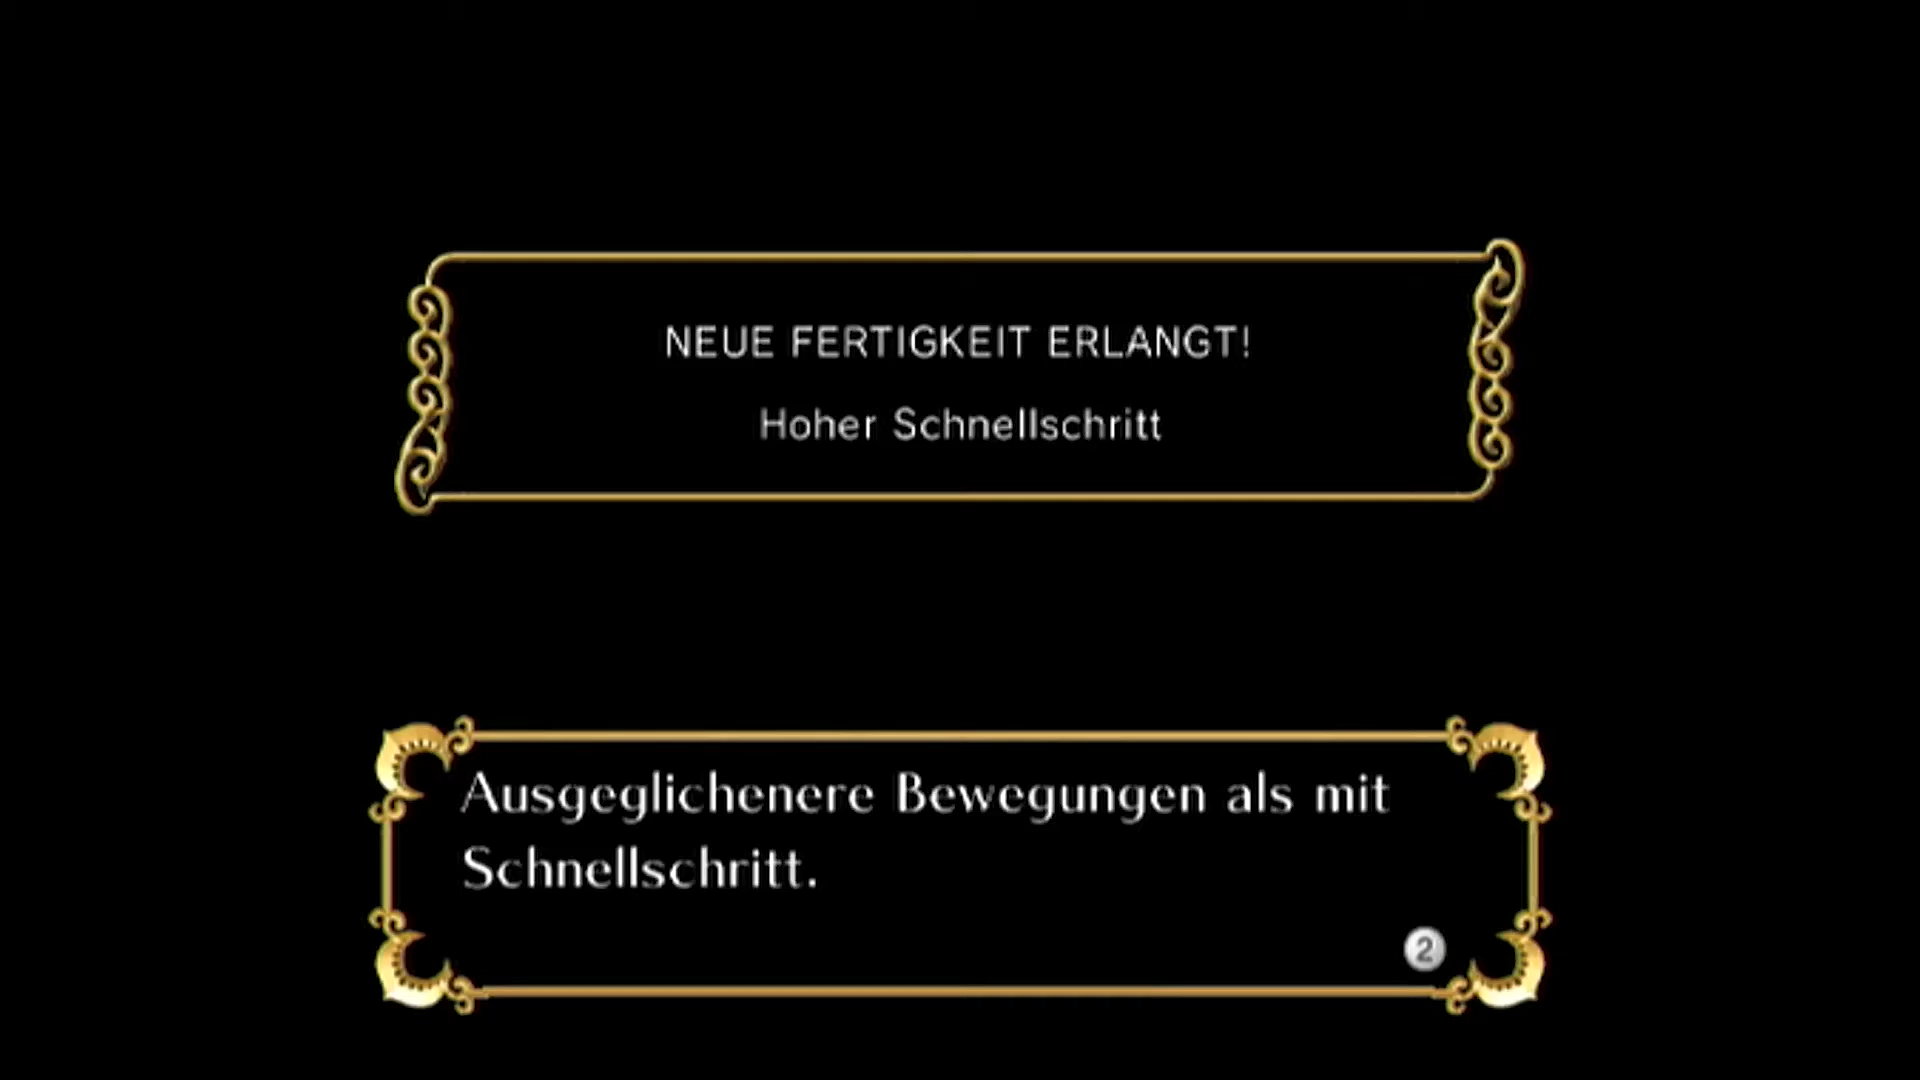 NEUE FERTIGKEIT ERLANGT!
Hoher Schnellschritt
Ausgeglichenere Bewegungen als mit
Schnellschritt.
2